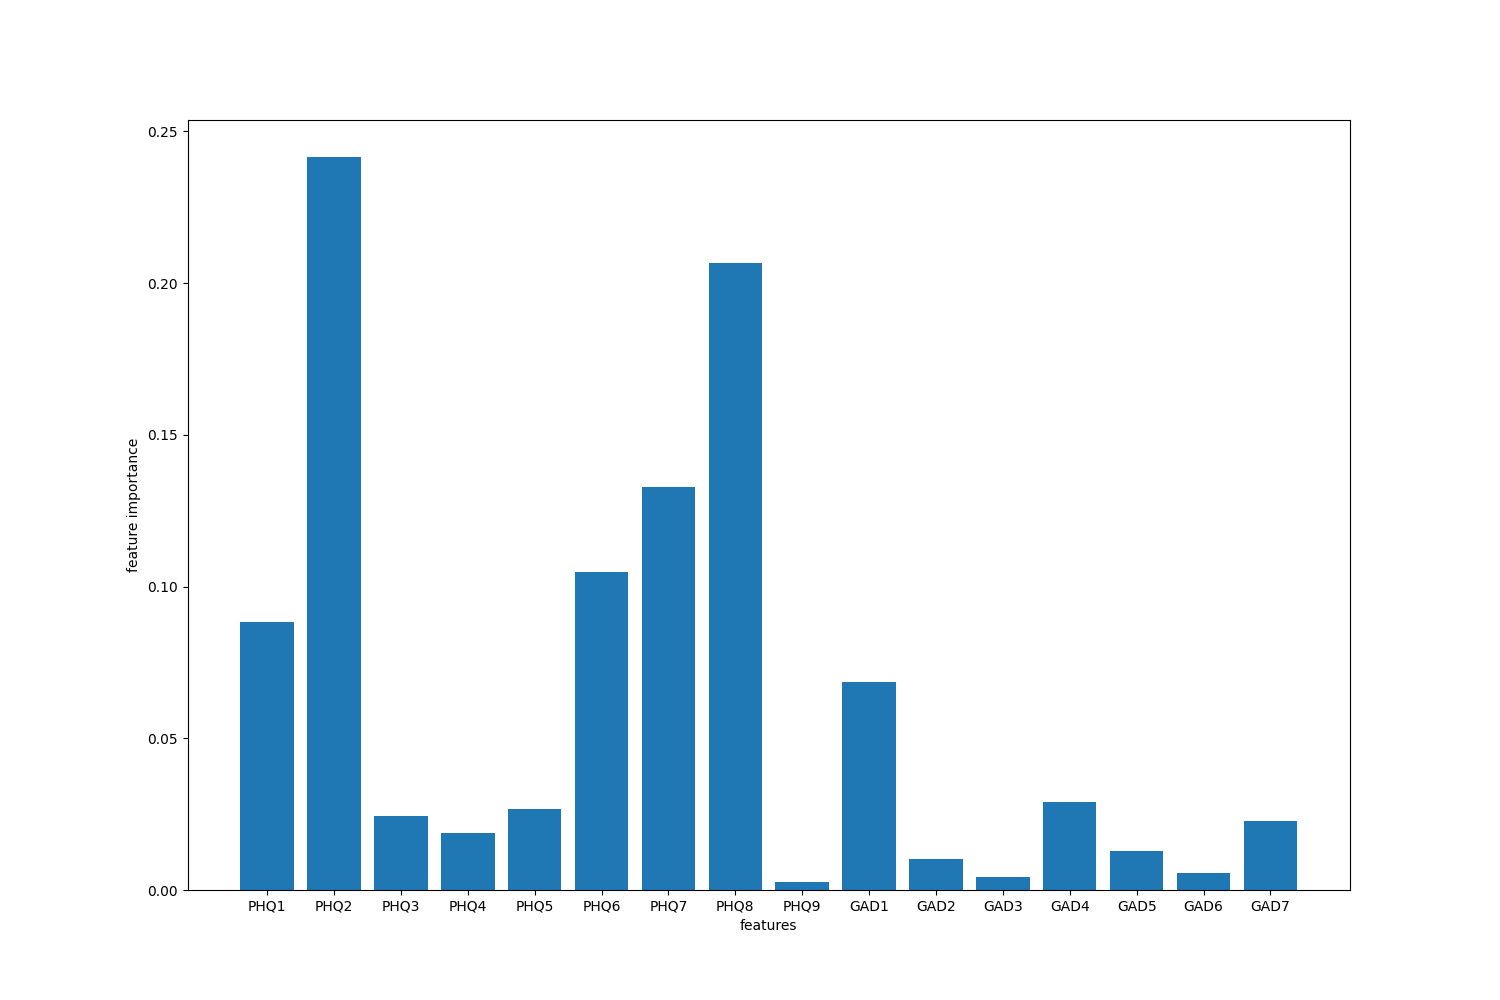 0.25
0.20
0.15
0.10
0.05
0.00
feature importance
PHQ1 PHQ2 PHQ3 PHQ4 PHQ5 PHQ6 PHQ7 PHQ8 PHQ9 GAD1 GAD2 GAD3 GAD4 GAD5 GAD6 GAD7
features